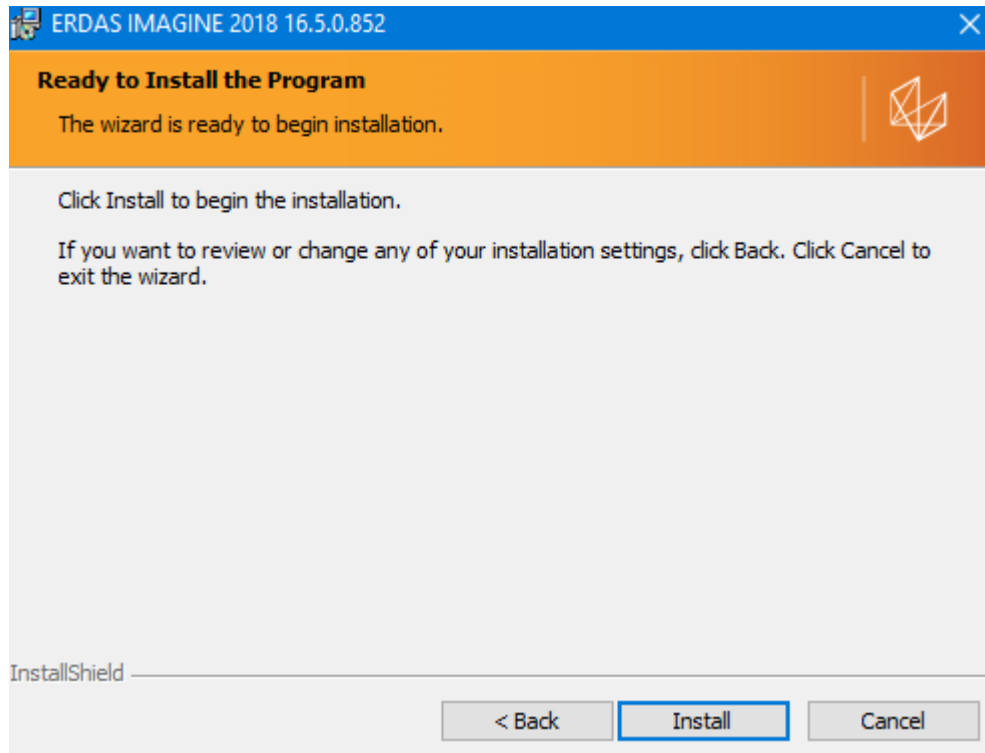 ERDAS IMAGINE 2018 16.5.0.852
Ready to Install the Program
The wizard is ready to begin installation.
Click Install to begin the installation.
If you want to review or change any of your installation settings, click Back. Click Cancel to
exit the wizard.
InstallShield
< Back
Install
Cancel